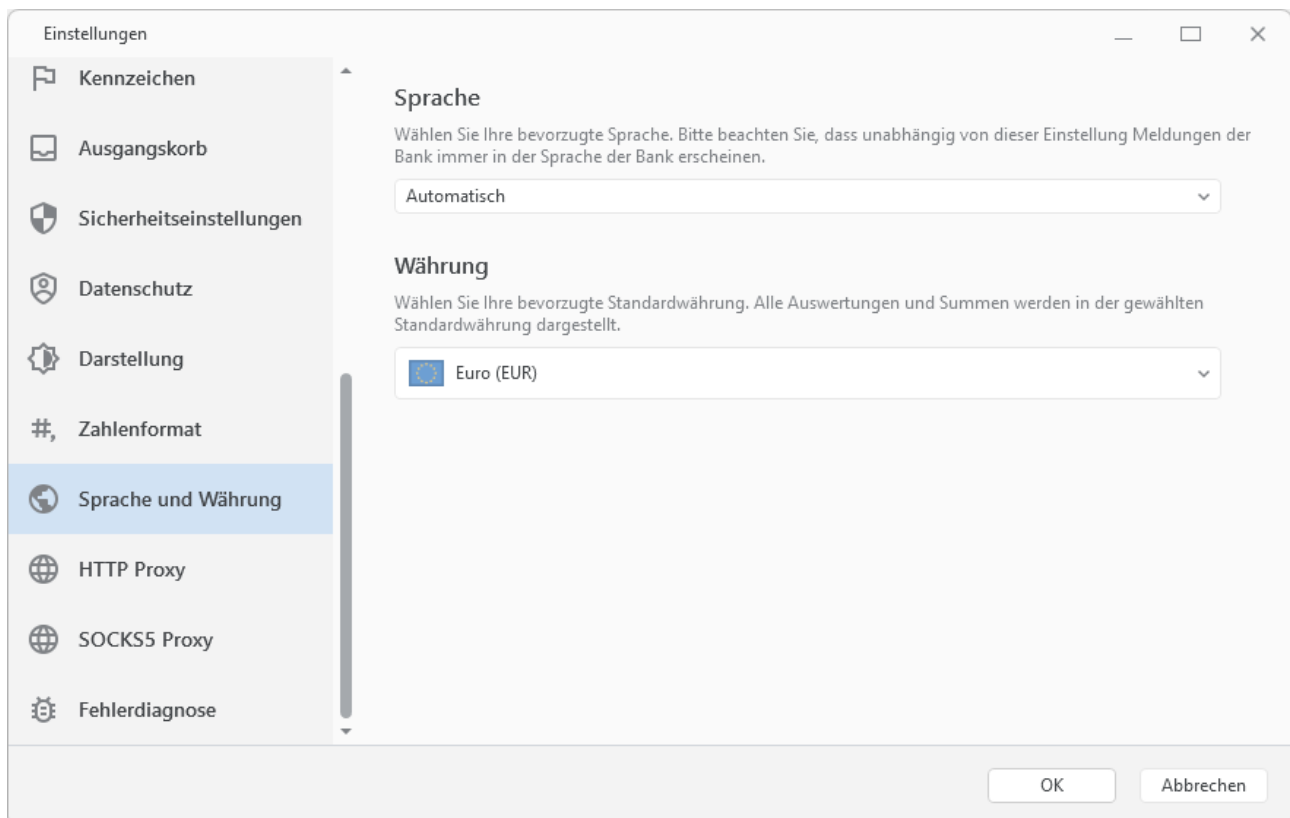 Einstellungen
Kennzeichen
Ausgangskorb
Sicherheitseinstellungen
Datenschutz
Darstellung
Zahlenformat
Sprache und Währung
HTTP Proxy
SOCKS5 Proxy
Fehlerdiagnose
Sprache
Wählen Sie Ihre bevorzugte Sprache. Bitte beachten Sie, dass unabhängig von dieser Einstellung Meldungen der
Bank immer in der Sprache der Bank erscheinen.
Automatisch
Währung
Wählen Sie Ihre bevorzugte Standardwährung. Alle Auswertungen und Summen werden in der gewählten
Standardwährung dargestellt.
Euro (EUR)
OK
Abbrechen